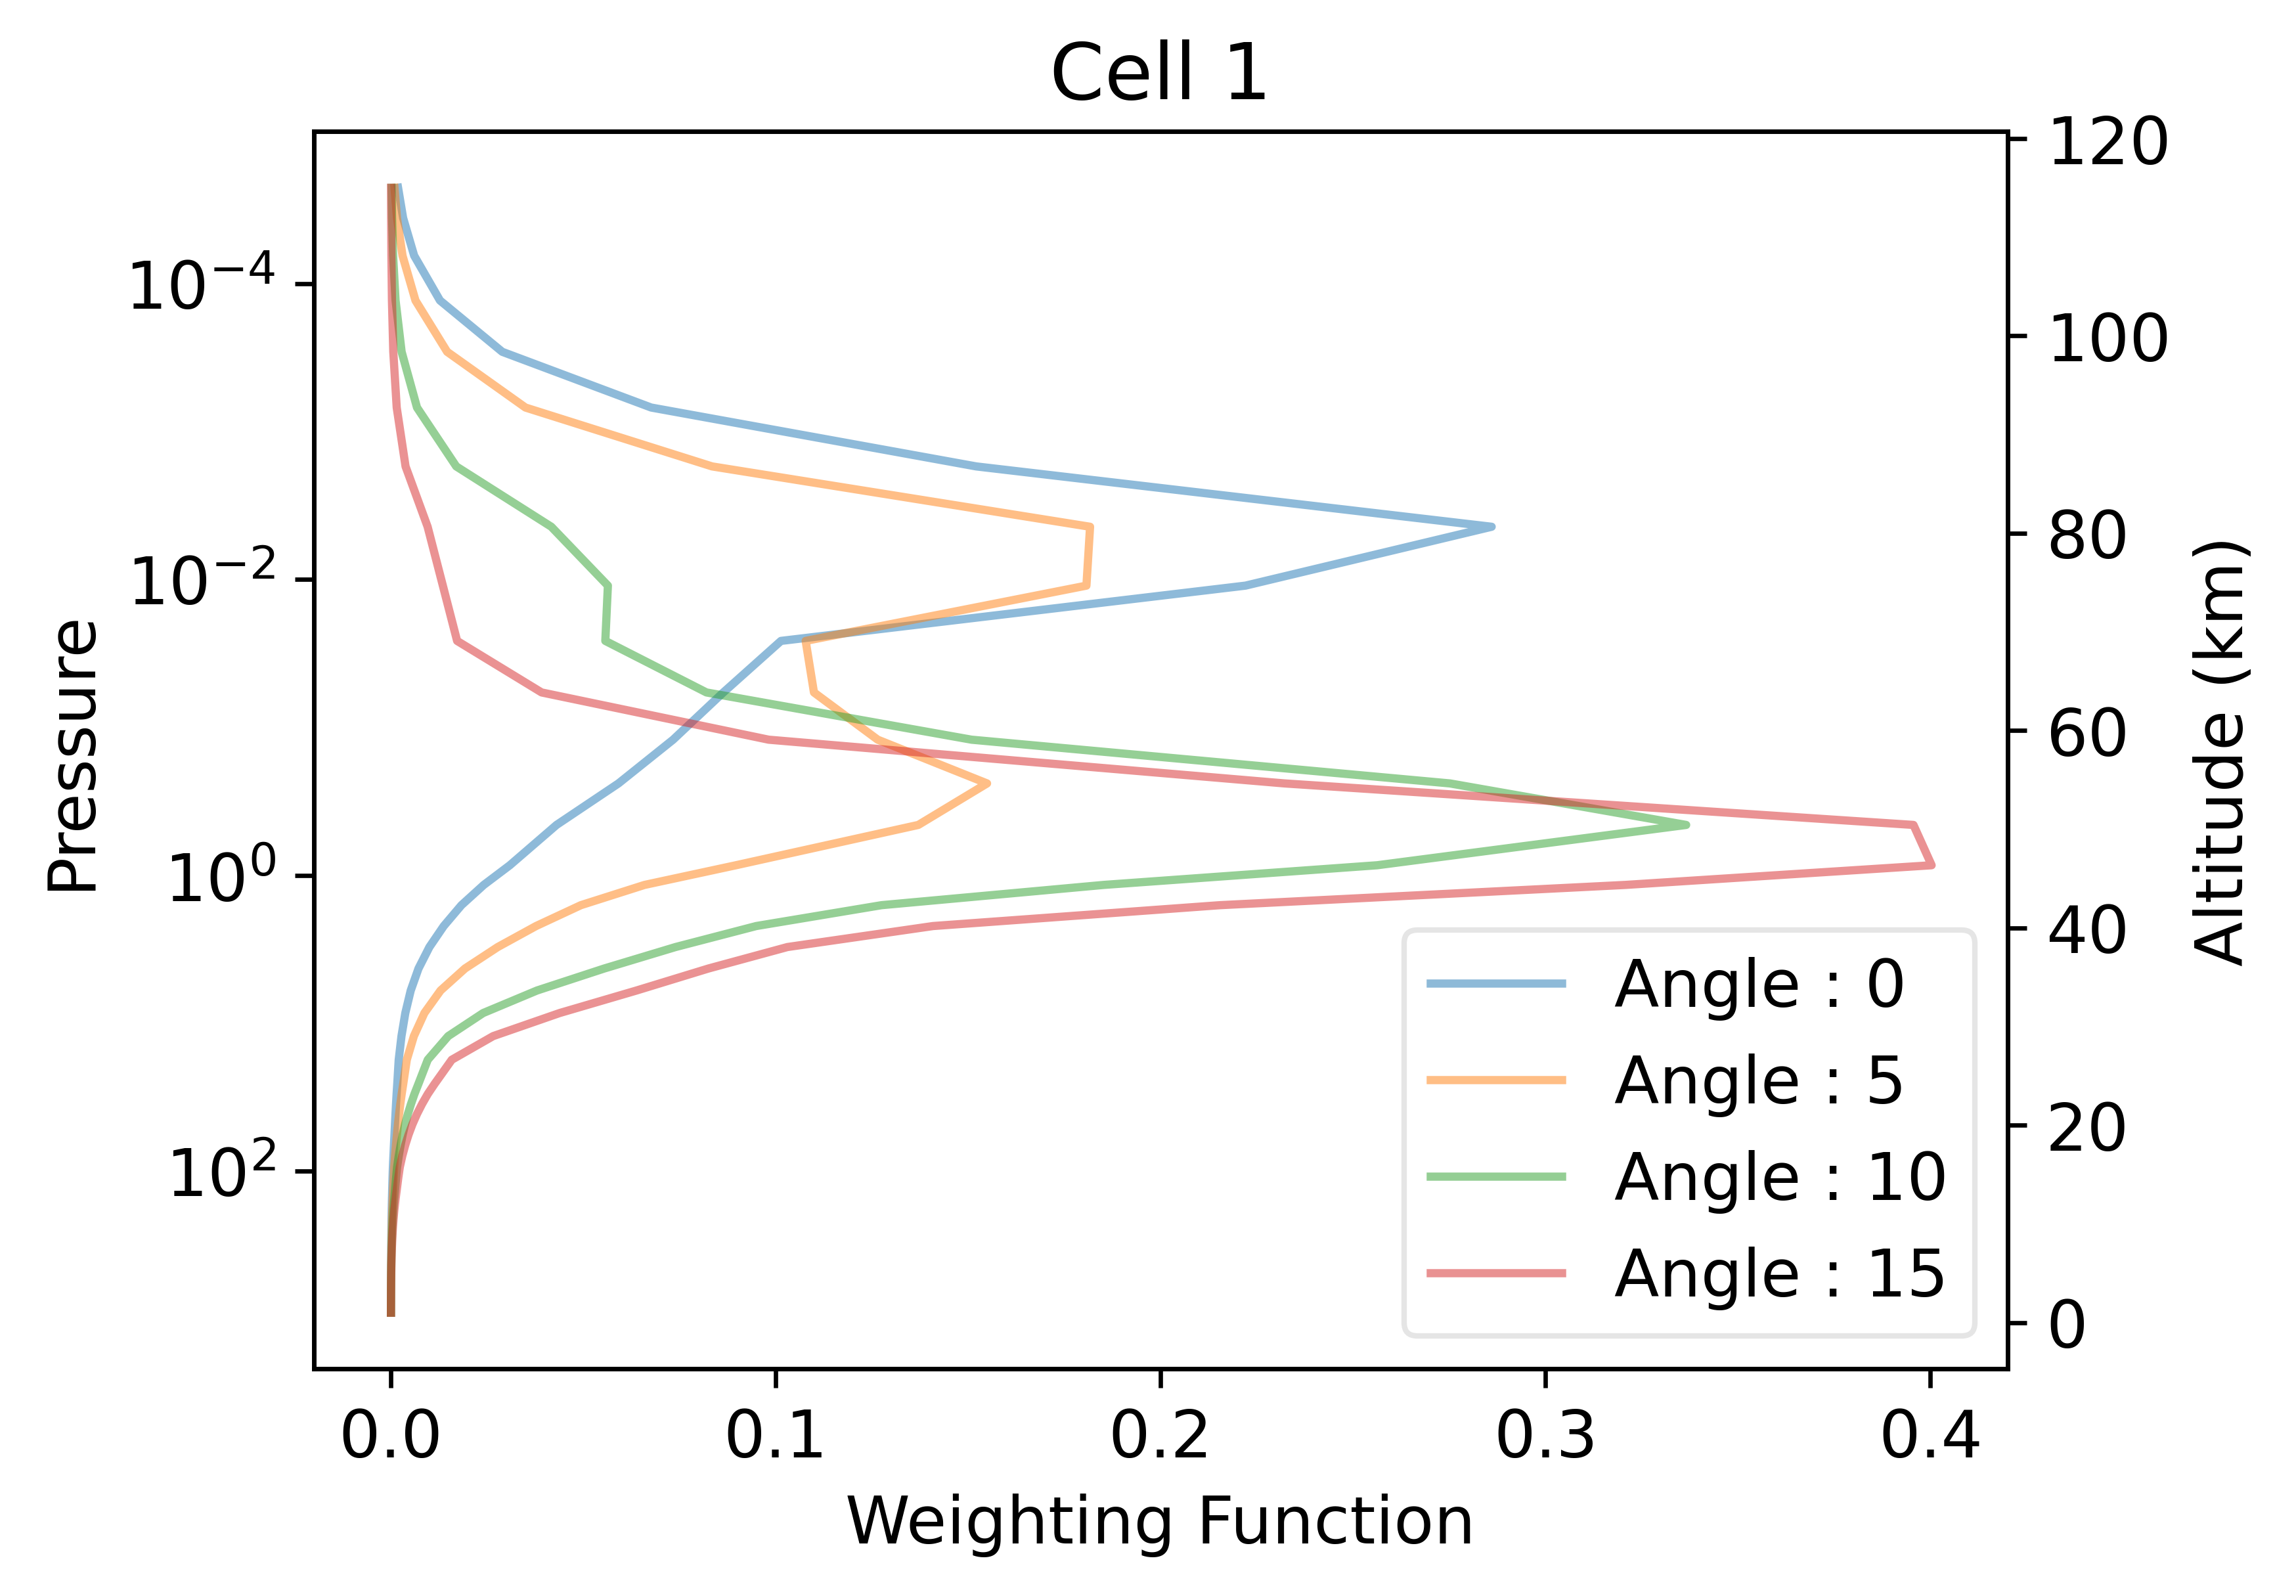 Cell 1
Pressure
10⁻⁴
10⁻²
10⁰
10²
120
100
80
60
40
20
0
Altitude (km)
Angle : 0
Angle : 5
Angle : 10
Angle : 15
0.0 0.1 0.2 0.3 0.4
Weighting Function